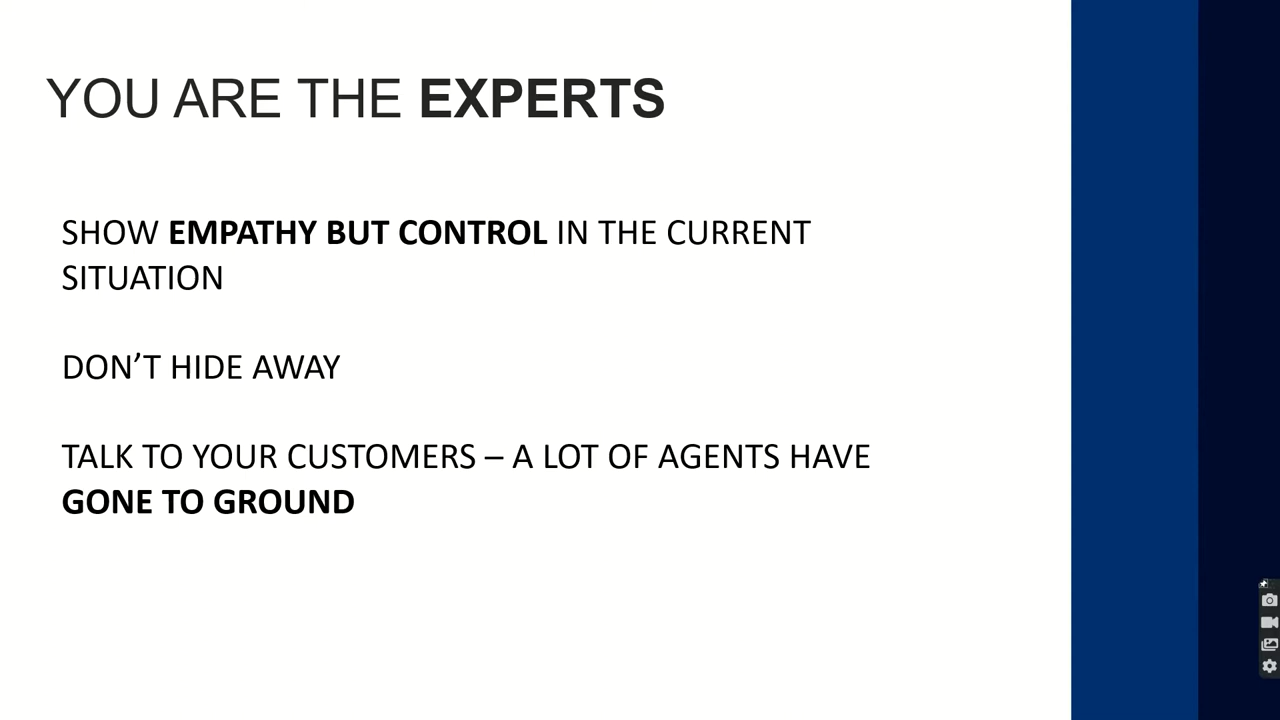 YOU ARE THE EXPERTS
SHOW EMPATHY BUT CONTROL IN THE CURRENT
SITUATION
DON’T HIDE AWAY
TALK TO YOUR CUSTOMERS – A LOT OF AGENTS HAVE
GONE TO GROUND